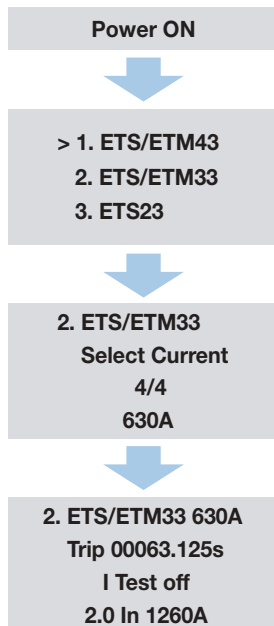 Power ON
> 1. ETS/ETM43
2. ETS/ETM33
3. ETS23
2. ETS/ETM33
Select Current
4/4
630A
2. ETS/ETM33 630A
Trip 00063.125s
I Test off
2.0 In 1260A